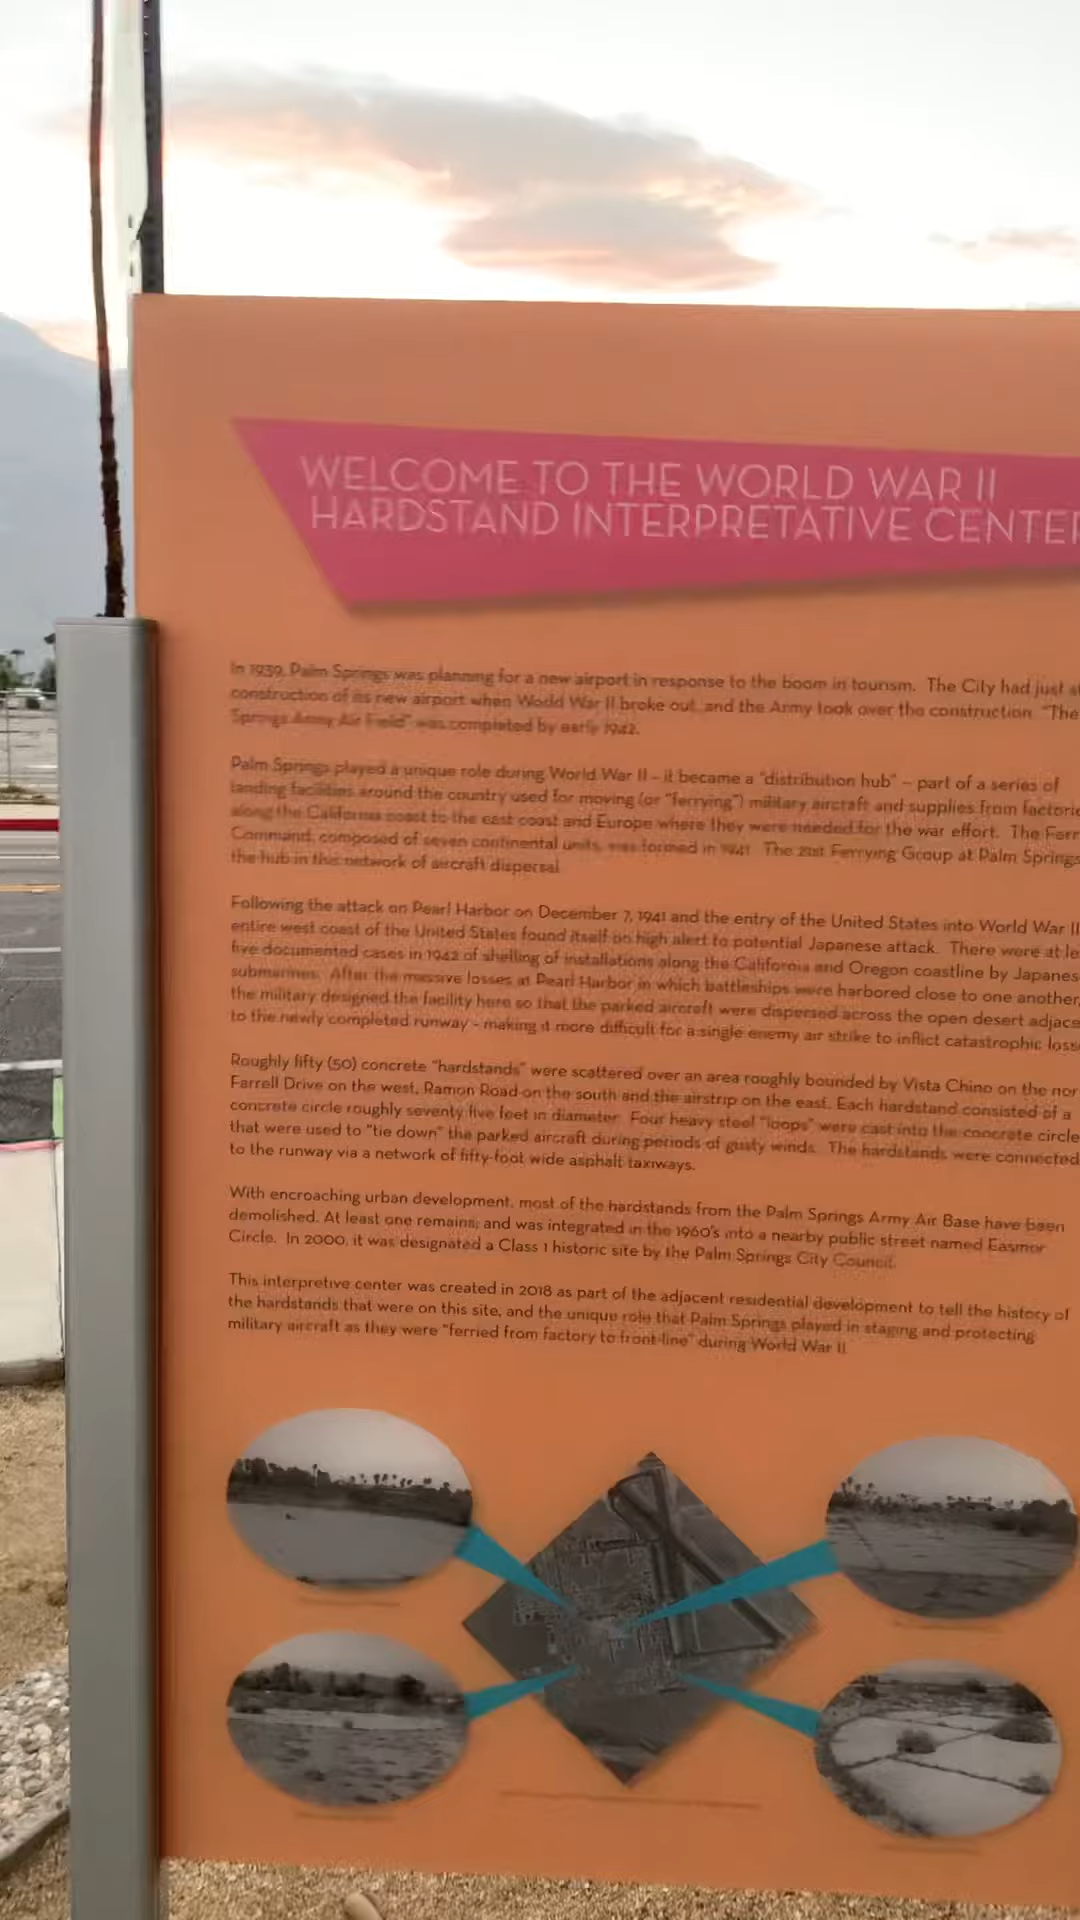 WELCOME TO THE WORLD WAR II
HARDSTAND INTERPRETATIVE CENTER
In 1939, Palm Springs was planning for a new airport in response to the boom in tourism. The City had just
construction of its new airport when World War II broke out, and the Army took over the construction. "The
Springs Army Air Field" was completed by early 1942.
Palm Springs played a unique role during World War II – it became a "distribution hub" – part of a series of
landing facilities around the country used for moving (or "ferrying") military aircraft and supplies from factorie
along the California coast to the east coast and Europe where they were needed for the war effort. The Ferr
Command, composed of seven continental units, was formed in 1941. The 21st Ferrying Group at Palm Springs
the hub in this network of aircraft dispersal.
Following the attack on Pearl Harbor on December 7, 1941 and the entry of the United States into World War II
entire west coast of the United States found itself on high alert to potential Japanese attack. There were at le
five documented cases in 1942 of shelling of installations along the California and Oregon coastline by Japanes
submarines. After the massive losses at Pearl Harbor in which battleships were harbored close to one another,
the military designed the facility here so that the parked aircraft were dispersed across the open desert adjace
to the newly completed runway – making it more difficult for a single enemy air strike to inflict catastrophic loss
Roughly fifty (50) concrete "hardstands" were scattered over an area roughly bounded by Vista Chino on the nor
Farrell Drive on the west, Ramon Road on the south and the airstrip on the east. Each hardstand consisted of a
concrete circle roughly seventy five feet in diameter. Four heavy steel "loops" were cast into the concrete circle
that were used to "tie down" the parked aircraft during periods of gusty winds. The hardstands were connected
to the runway via a network of fifty-foot wide asphalt taxiways.
With encroaching urban development, most of the hardstands from the Palm Springs Army Air Base have been
demolished. At least one remains; and was integrated in the 1960's into a nearby public street named Easmor
Circle. In 2000, it was designated a Class 1 historic site by the Palm Springs City Council.
This interpretive center was created in 2018 as part of the adjacent residential development to tell the history of
the hardstands that were on this site, and the unique role that Palm Springs played in staging and protecting
military aircraft as they were "ferried from factory to front-line" during World War II.